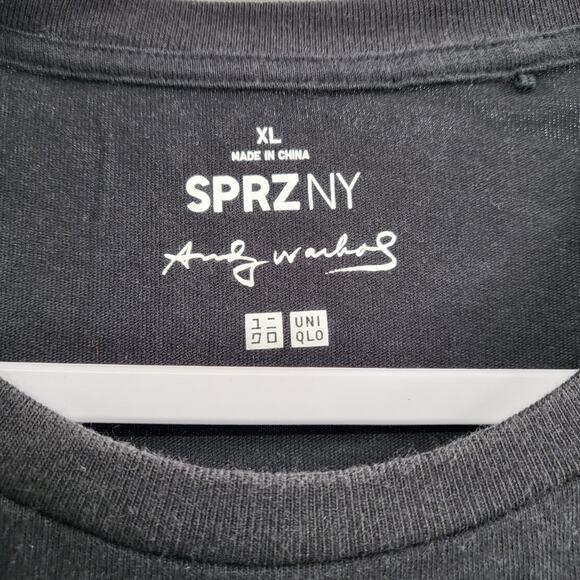 XL
MADE IN CHINA
SPRZ NY
Andy Warhol
ユニ UNI
クロ QLO